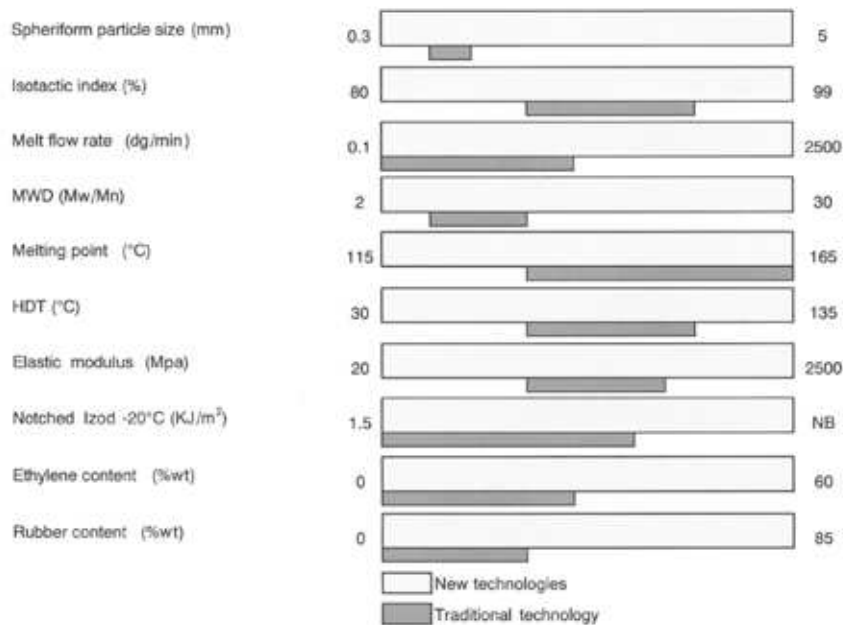 Spheriform particle size (mm) 0.3 5
Isotactic index (%) 80 99
Melt flow rate (dg/min) 0.1 2500
MWD (Mw/Mn) 2 30
Melting point (°C) 115 165
HDT (°C) 30 135
Elastic modulus (Mpa) 20 2500
Notched Izod -20°C (KJ/m²) 1.5 NB
Ethylene content (%wt) 0 60
Rubber content (%wt) 0 85
New technologies
Traditional technology